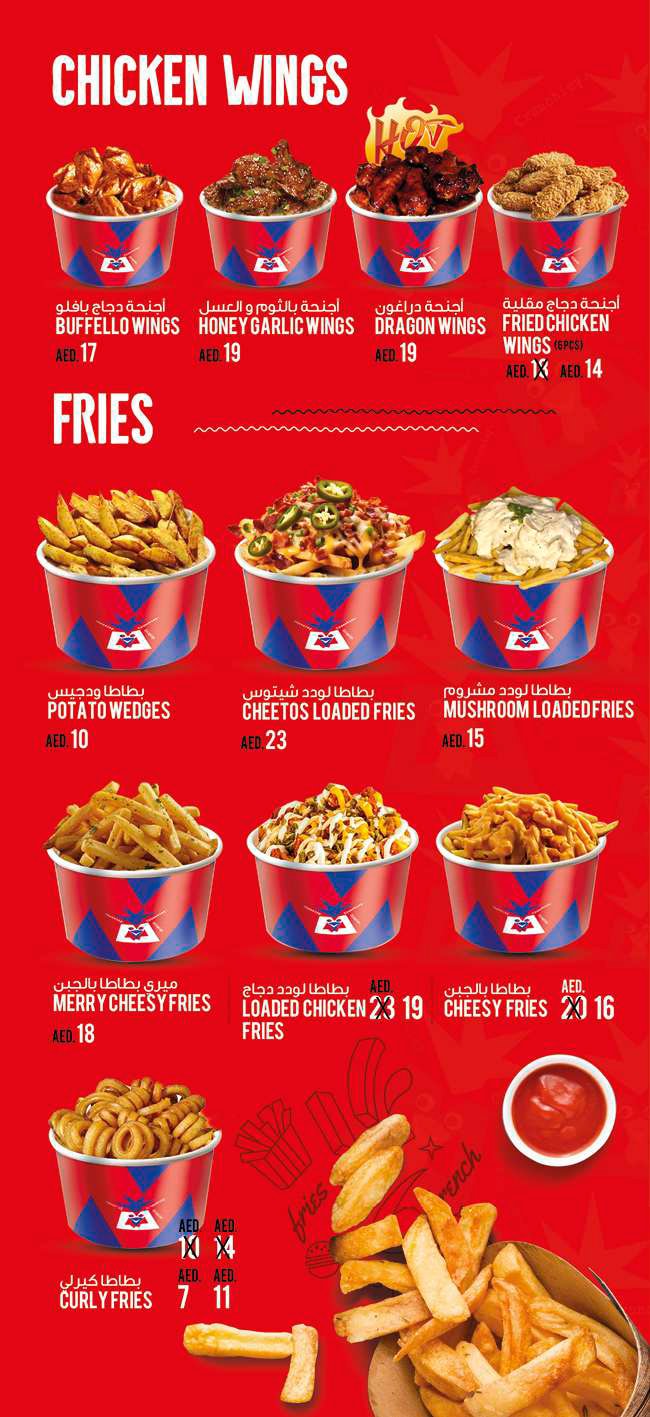 CHICKEN WINGS
HOT
أجنحة دجاج بافلو
BUFFELLO WINGS
AED. 17
أجنحة بالثوم و العسل
HONEY GARLIC WINGS
AED. 19
أجنحة دراغون
DRAGON WINGS
AED. 19
أجنحة دجاج مقلية
FRIED CHICKEN
WINGS (6PCS)
AED. 18 AED. 14
FRIES
بطاطا ودجيس
POTATO WEDGES
AED. 10
بطاطا لودد شيتوس
CHEETOS LOADED FRIES
AED. 23
بطاطا لودد مشروم
MUSHROOM LOADED FRIES
AED. 15
ميري بطاطا بالجبن
MERRY CHEESY FRIES
AED. 18
بطاطا لودد دجاج AED.
LOADED CHICKEN 23 19
FRIES
بطاطا بالجبن AED.
CHEESY FRIES 20 16
AED AED.
10 14
بطاطا كيرلي AED. AED.
CURLY FRIES 7 11
fries
french